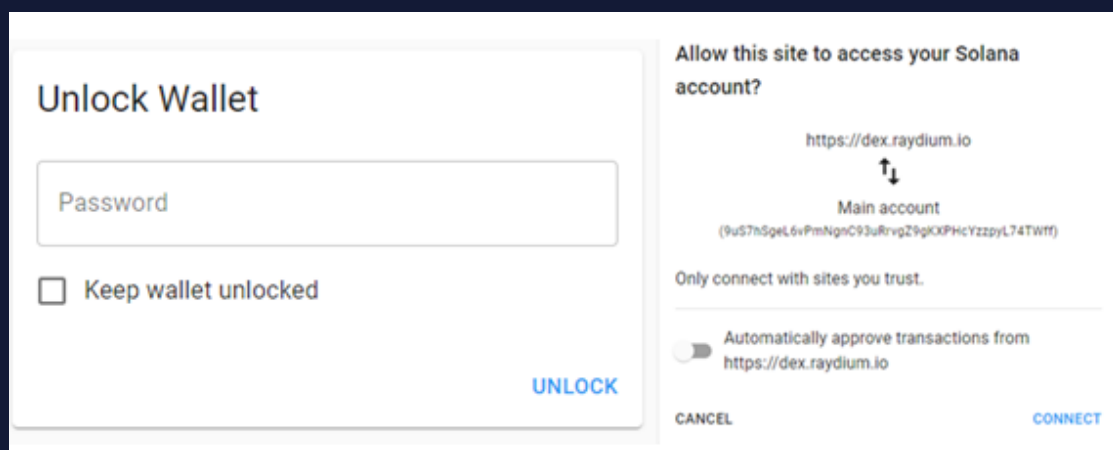 Unlock Wallet
Password
Keep wallet unlocked
UNLOCK
Allow this site to access your Solana
account?
https://dex.raydium.io
Main account
(9uS7hSgeL6vPmNgnC93uRrvgZ9gKXPHcYzzpyL74TWff)
Only connect with sites you trust.
Automatically approve transactions from
https://dex.raydium.io
CANCEL
CONNECT